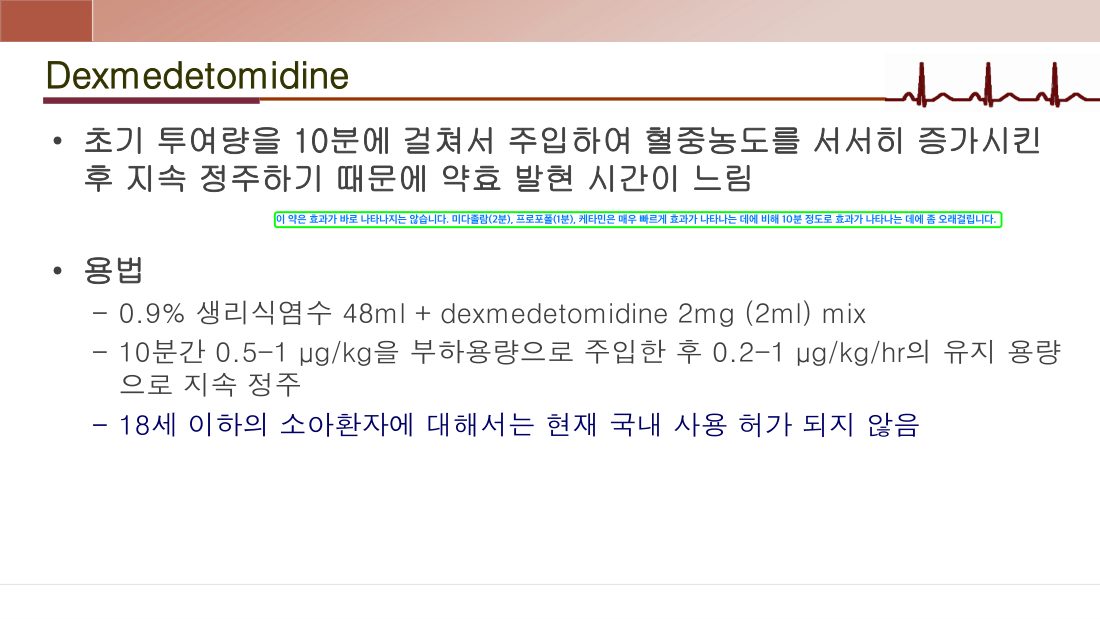 Dexmedetomidine
• 초기 투여량을 10분에 걸쳐서 주입하여 혈중농도를 서서히 증가시킨
후 지속 정주하기 때문에 약효 발현 시간이 느림
이 약은 효과가 바로 나타나지는 않습니다. 미다졸람(2분), 프로포폴(1분), 케타민은 매우 빠르게 효과가 나타나는 데에 비해 10분 정도로 효과가 나타나는 데에 좀 오래걸립니다.
• 용법
– 0.9% 생리식염수 48ml + dexmedetomidine 2mg (2ml) mix
– 10분간 0.5-1 μg/kg을 부하용량으로 주입한 후 0.2-1 μg/kg/hr의 유지 용량
으로 지속 정주
– 18세 이하의 소아환자에 대해서는 현재 국내 사용 허가 되지 않음